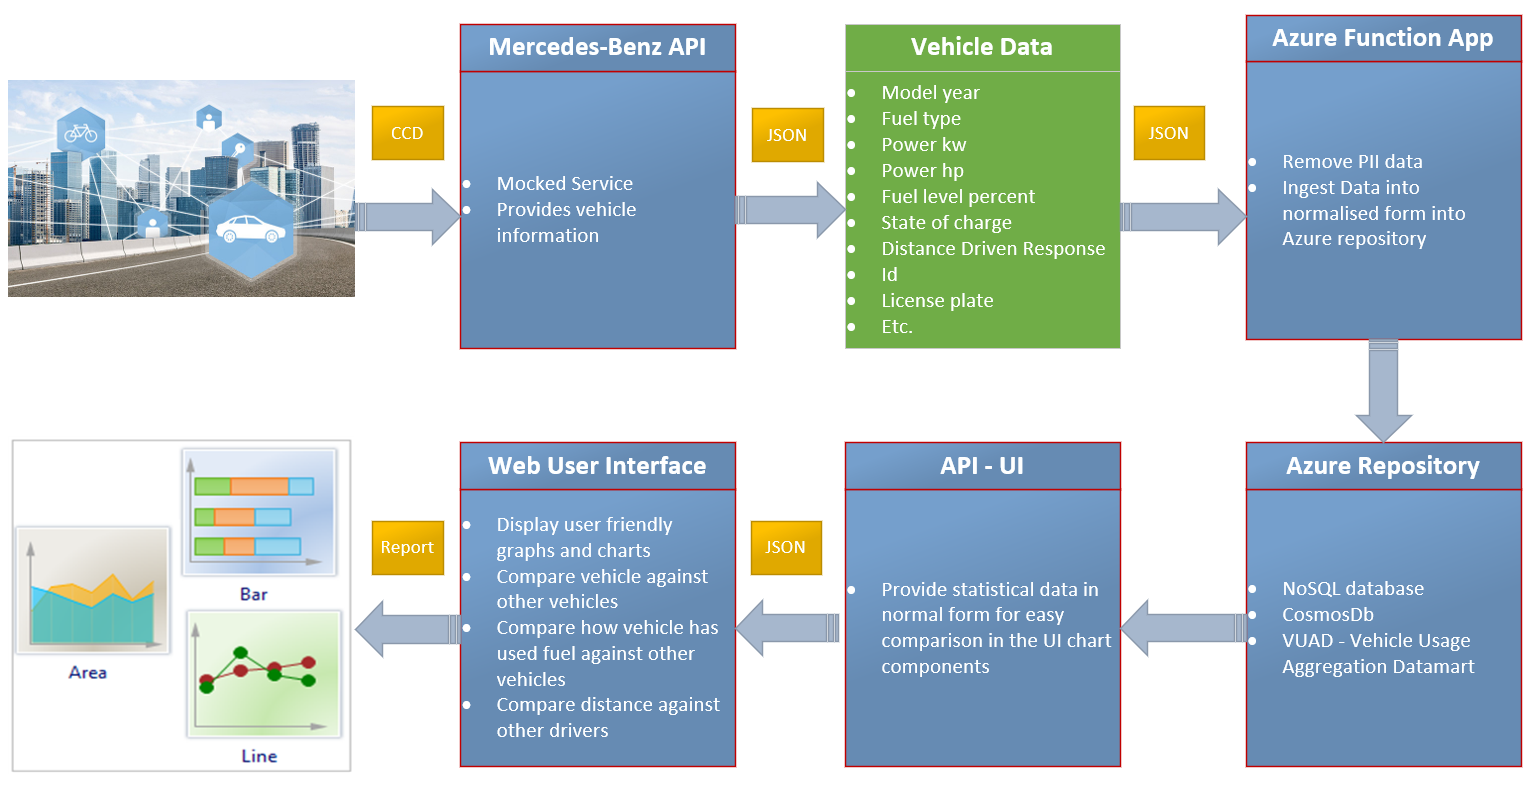 CCD
Mercedes-Benz API
Mocked Service
Provides vehicle
information
JSON
Vehicle Data
Model year
Fuel type
Power kw
Power hp
Fuel level percent
State of charge
Distance Driven Response
Id
License plate
Etc.
JSON
Azure Function App
Remove PII data
Ingest Data into
normalised form into
Azure repository
Azure Repository
NoSQL database
CosmosDb
VUAD - Vehicle Usage
Aggregation Datamart
API - UI
Provide statistical data in
normal form for easy
comparison in the UI chart
components
JSON
Web User Interface
Display user friendly
graphs and charts
Compare vehicle against
other vehicles
Compare how vehicle has
used fuel against other
vehicles
Compare distance against
other drivers
Report
Bar
Area
Line